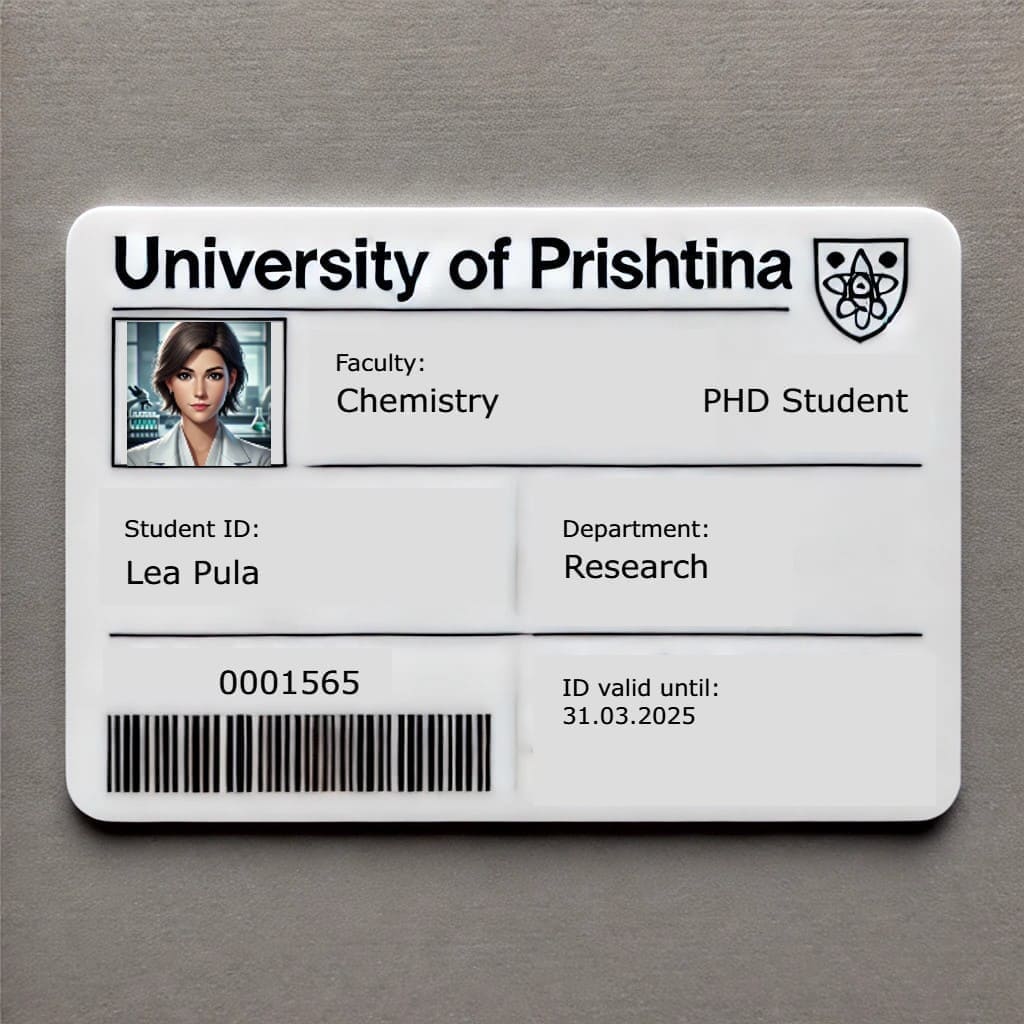 University of Prishtina
Faculty:
Chemistry
PHD Student
Student ID:
Lea Pula
Department:
Research
0001565
ID valid until:
31.03.2025